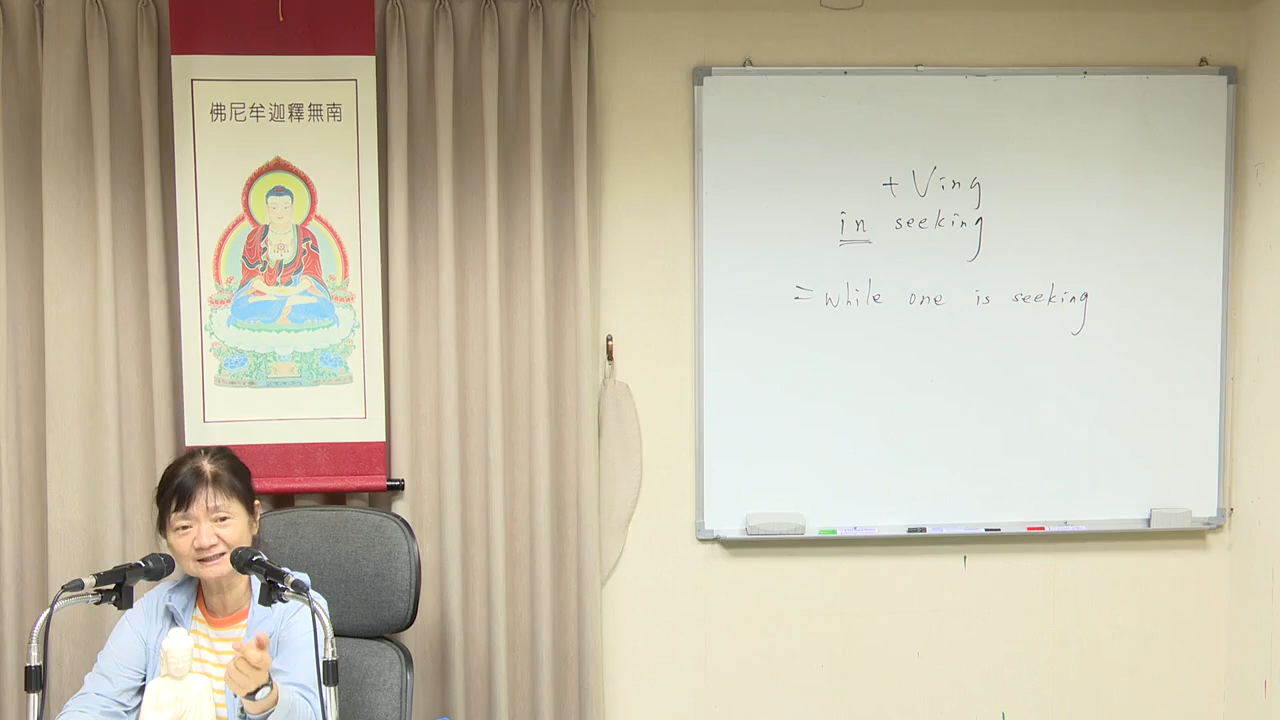 佛尼牟迦釋無南
+ Ving
in seeking
= while one is seeking